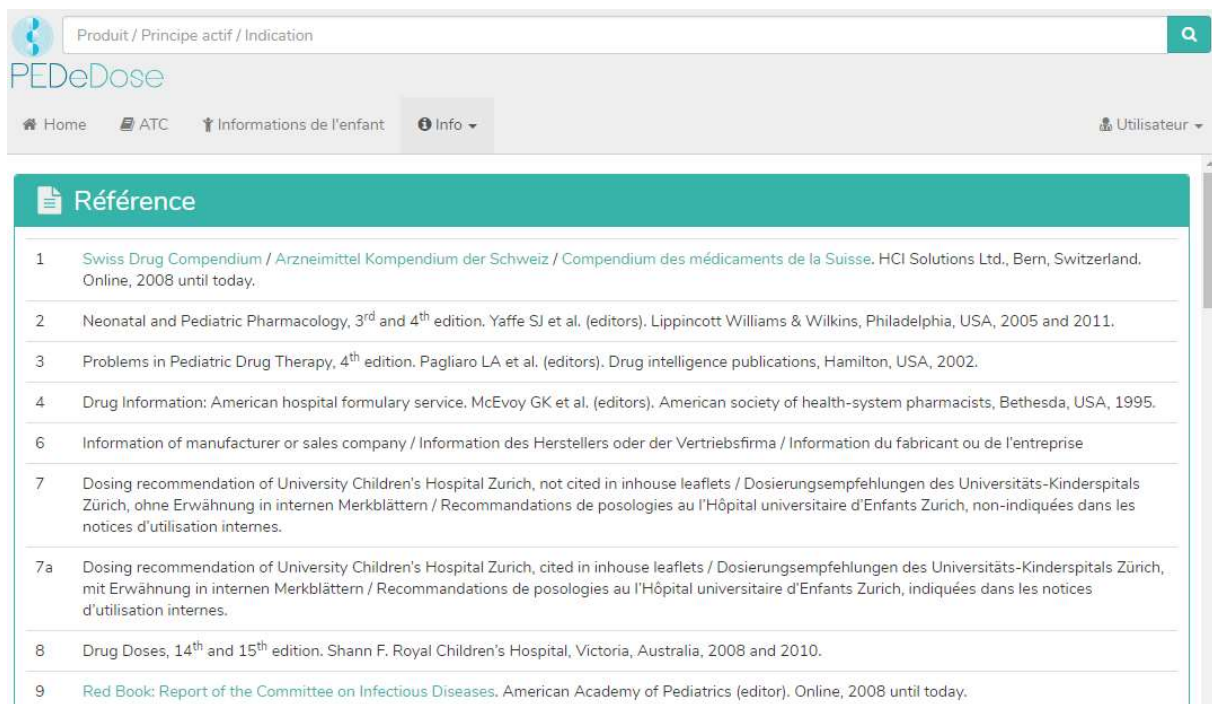 Produit / Principe actif / Indication
PEDeDose
Home ATC Informations de l'enfant Info Utilisateur
Référence
1 Swiss Drug Compendium / Arzneimittel Kompendium der Schweiz / Compendium des médicaments de la Suisse. HCI Solutions Ltd., Bern, Switzerland.
Online, 2008 until today.
2 Neonatal and Pediatric Pharmacology, 3rd and 4th edition. Yaffe SJ et al. (editors). Lippincott Williams & Wilkins, Philadelphia, USA, 2005 and 2011.
3 Problems in Pediatric Drug Therapy, 4th edition. Pagliaro LA et al. (editors). Drug intelligence publications, Hamilton, USA, 2002.
4 Drug Information: American hospital formulary service. McEvoy GK et al. (editors). American society of health-system pharmacists, Bethesda, USA, 1995.
6 Information of manufacturer or sales company / Information des Herstellers oder der Vertriebsfirma / Information du fabricant ou de l'entreprise
7 Dosing recommendation of University Children's Hospital Zurich, not cited in inhouse leaflets / Dosierungsempfehlungen des Universitäts-Kinderspitals
Zürich, ohne Erwähnung in internen Merkblättern / Recommandations de posologies au l'Hôpital universitaire d'Enfants Zurich, non-indiquées dans les
notices d'utilisation internes.
7a Dosing recommendation of University Children's Hospital Zurich, cited in inhouse leaflets / Dosierungsempfehlungen des Universitäts-Kinderspitals Zürich,
mit Erwähnung in internen Merkblättern / Recommandations de posologies au l'Hôpital universitaire d'Enfants Zurich, indiquées dans les notices
d'utilisation internes.
8 Drug Doses, 14th and 15th edition. Shann F. Royal Children's Hospital, Victoria, Australia, 2008 and 2010.
9 Red Book: Report of the Committee on Infectious Diseases. American Academy of Pediatrics (editor). Online, 2008 until today.